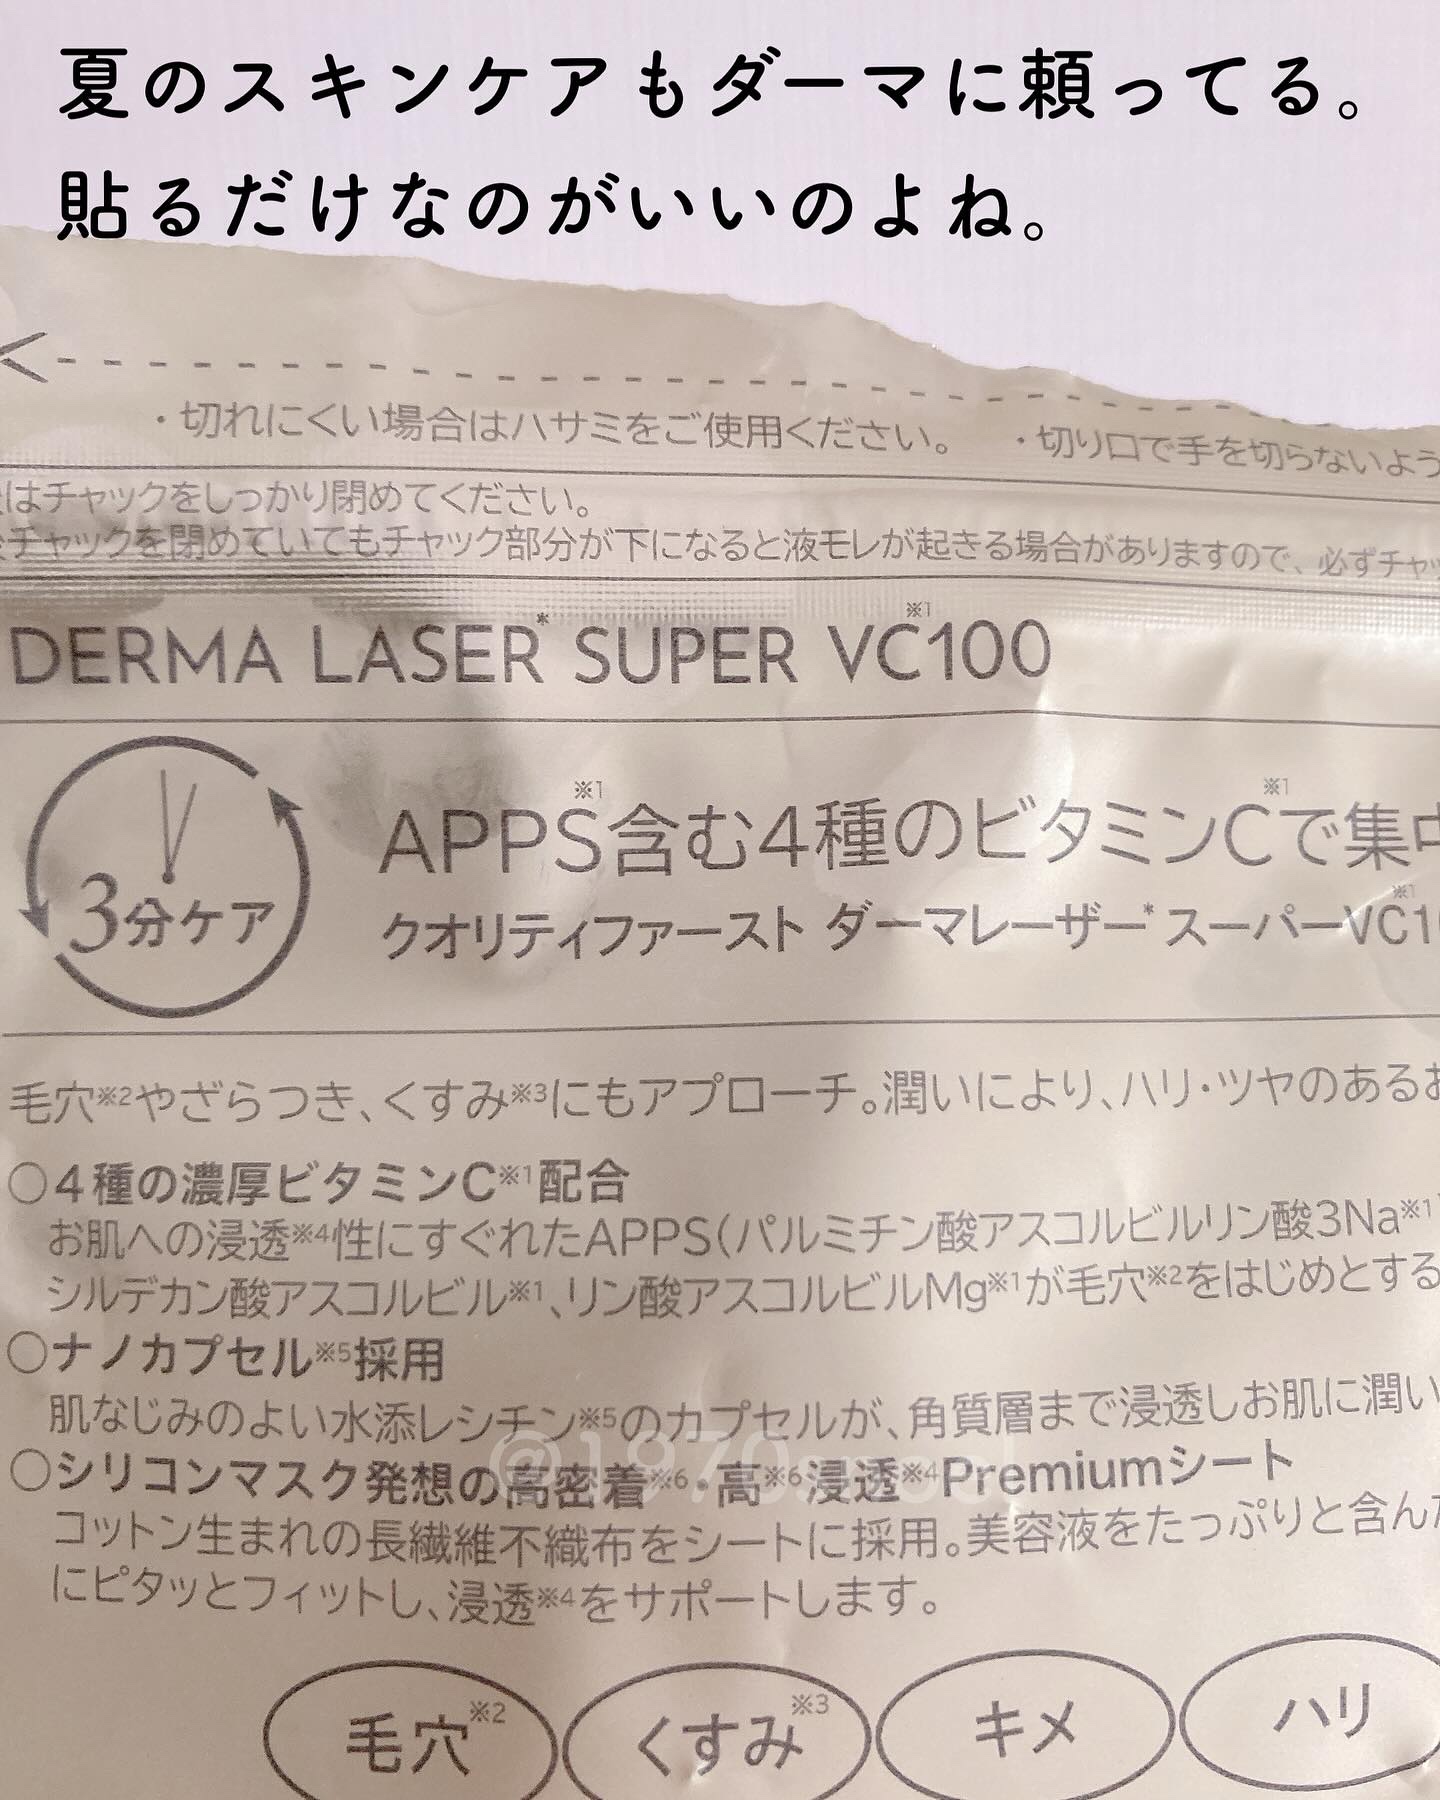 夏のスキンケアもダーマに頼ってる。
貼るだけなのがいいのよね。
・切れにくい場合はハサミをご使用ください。 ・切り口で手を切らないよう
はチャックをしっかり閉めてください。
チャックを閉めていてもチャック部分が下になると液モレが起きる場合がありますので、必ずチャッ
DERMA LASER* SUPER VC※1100
3分ケア
APPS※1含む4種のビタミンC※1で集中
クオリティファースト ダーマレーザー* スーパーVC※110
毛穴※2やざらつき、くすみ※3にもアプローチ。潤いにより、ハリ・ツヤのあるお
○4種の濃厚ビタミンC※1配合
お肌への浸透※4性にすぐれたAPPS(パルミチン酸アスコルビルリン酸3Na※1)
シルデカン酸アスコルビル※1、リン酸アスコルビルMg※1が毛穴※2をはじめとする
○ナノカプセル※5採用
肌なじみのよい水添レシチン※5のカプセルが、角質層まで浸透しお肌に潤い
○シリコンマスク発想の高密着※6・高※6浸透※4Premiumシート
コットン生まれの長繊維不織布をシートに採用。美容液をたっぷりと含んだ
にピタッとフィットし、浸透※4をサポートします。
毛穴※2 くすみ※3 キメ ハリ